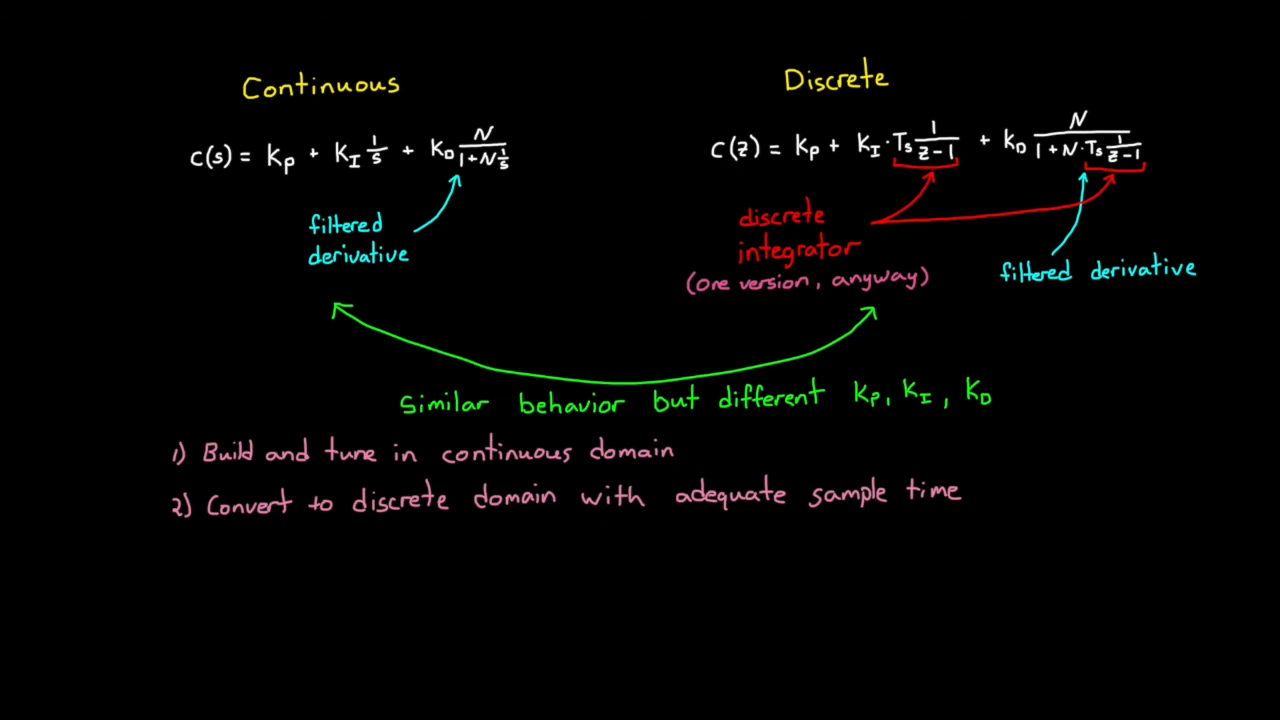 Continuous
Discrete
C(s) = Kp + KI 1/s + KD N/(1+N 1/s)
C(z) = Kp + KI · Ts 1/(z-1) + KD N/(1+N·Ts 1/(z-1))
filtered
derivative
discrete
integrator
(one version, anyway)
filtered derivative
Similar behavior but different Kp, KI, KD
1) Build and tune in continuous domain
2) Convert to discrete domain with adequate sample time